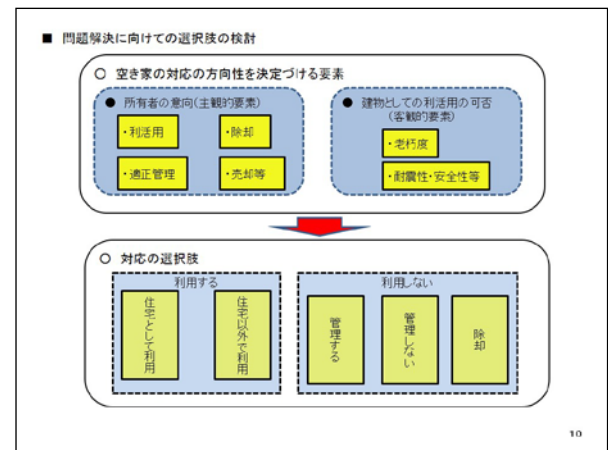 ■ 問題解決に向けての選択肢の検討
○ 空き家の対応の方向性を決定づける要素
● 所有者の意向(主観的要素)
・利活用
・除却
・適正管理
・売却等
● 建物としての利活用の可否
(客観的要素)
・老朽度
・耐震性・安全性等
○ 対応の選択肢
利用する
住宅として利用
住宅以外で利用
利用しない
管理する
管理しない
除却
10